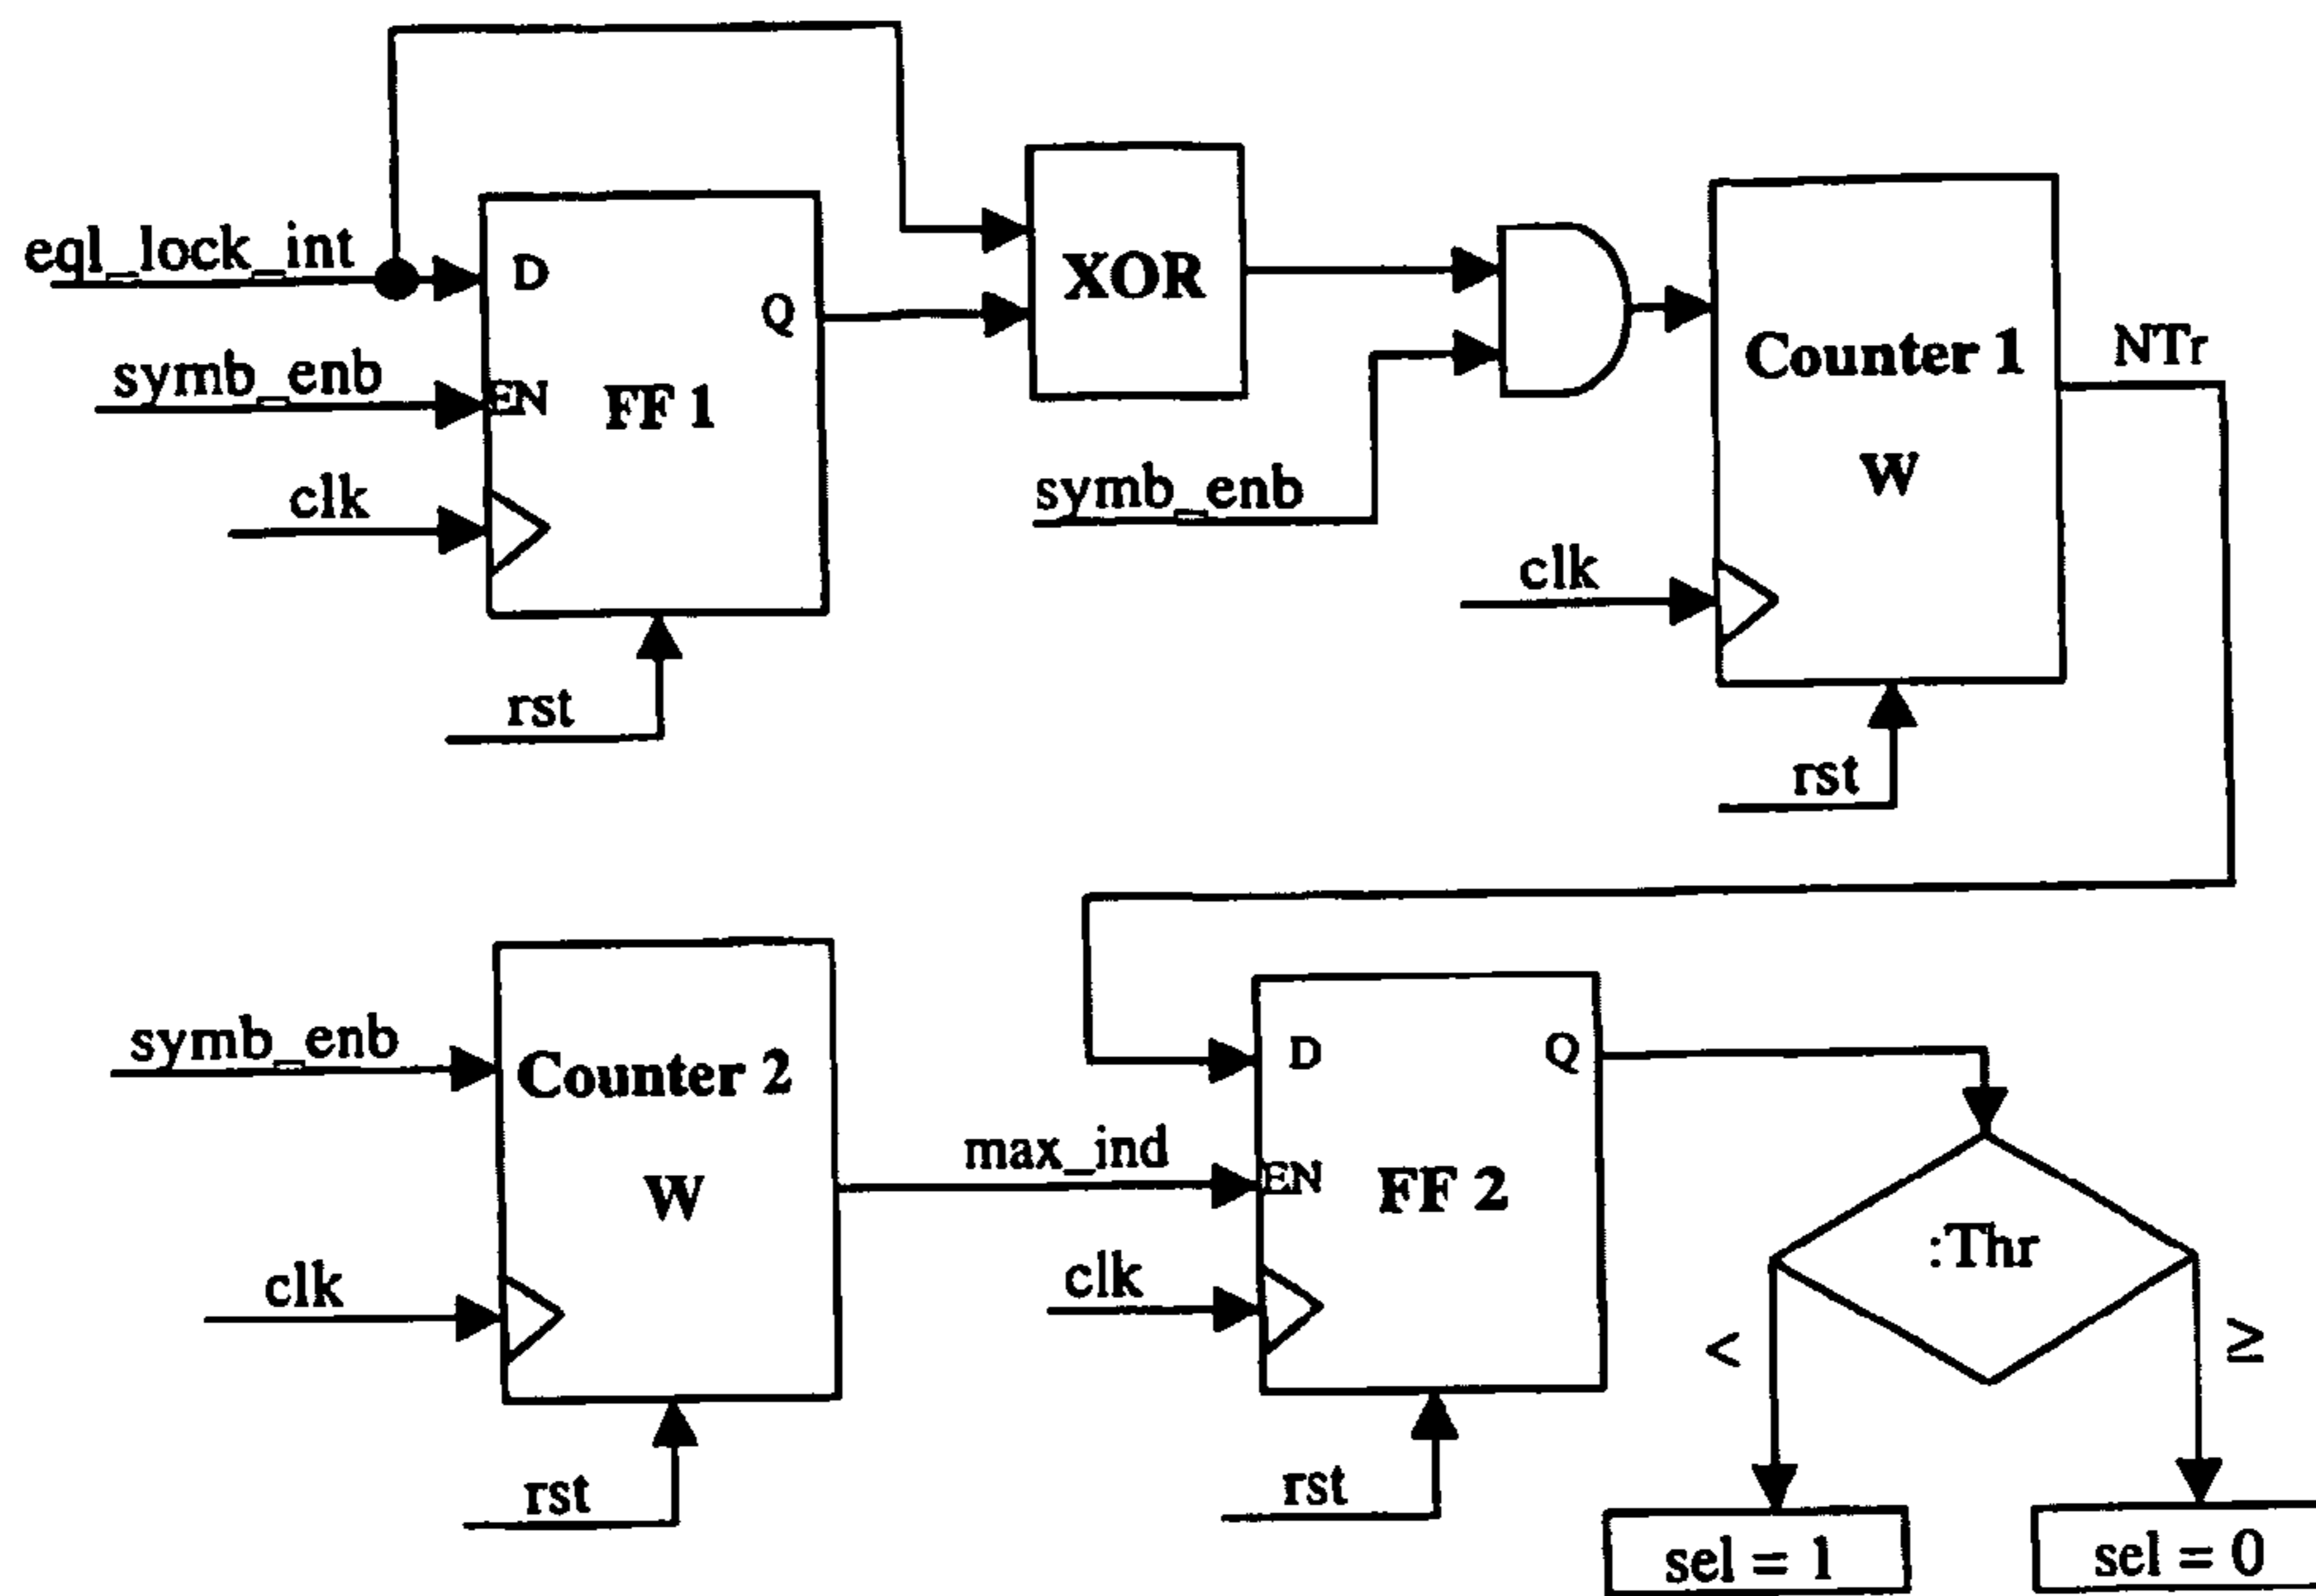 eql_lock_int
D
Q
symb_enb
EN
FF 1
clk
rst
XOR
symb_enb
Counter 1
W
NTr
clk
rst
symb_enb
Counter 2
W
clk
rst
max_ind
D
Q
EN
FF 2
clk
rst
:Thr
<
≥
sel = 1
sel = 0